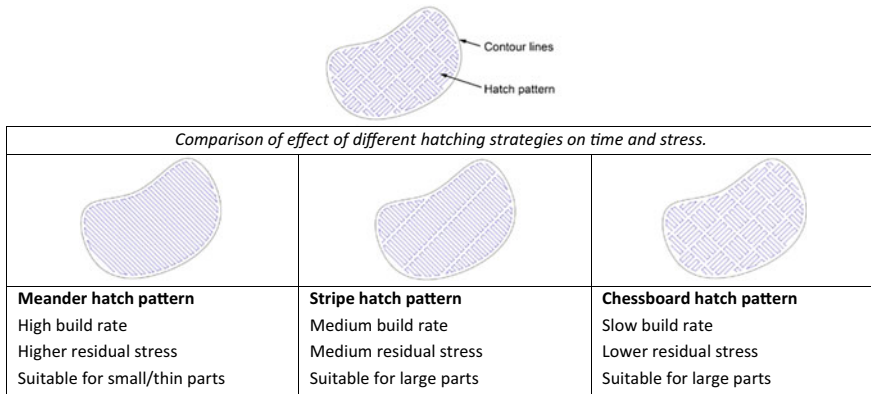 Contour lines
Hatch pattern
Comparison of effect of different hatching strategies on time and stress.
Meander hatch pattern
High build rate
Higher residual stress
Suitable for small/thin parts
Stripe hatch pattern
Medium build rate
Medium residual stress
Suitable for large parts
Chessboard hatch pattern
Slow build rate
Lower residual stress
Suitable for large parts